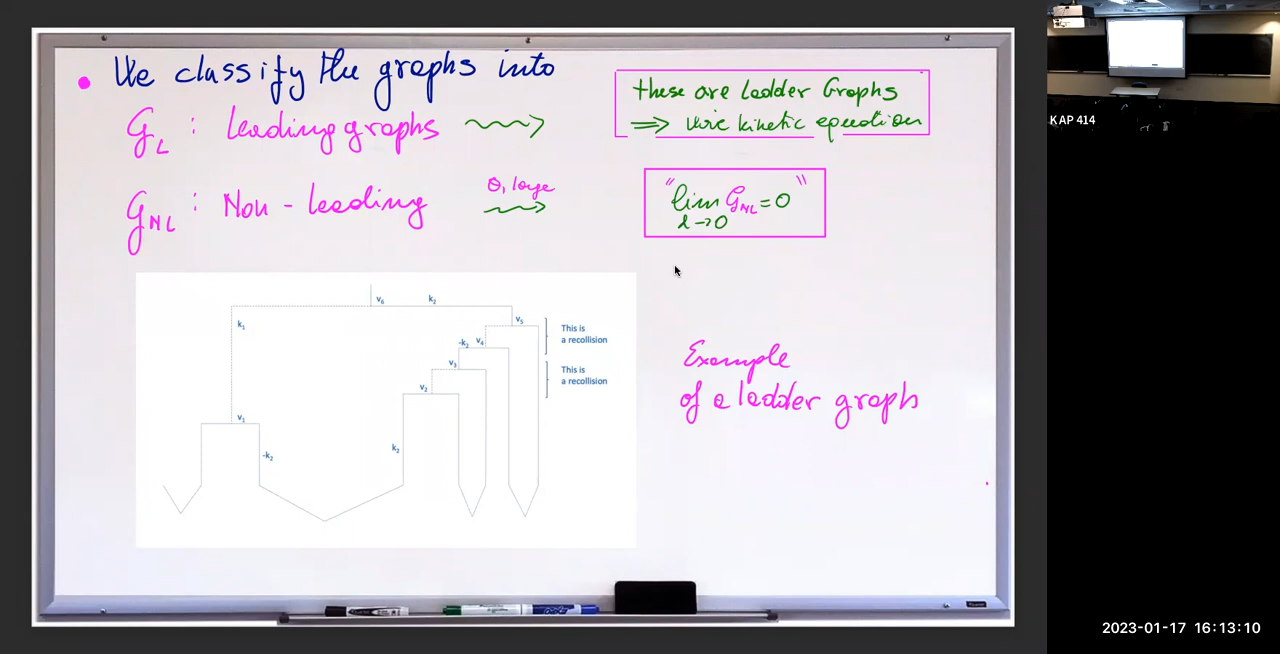 • We classify the graphs into
G_L : Leading graphs
these are ladder Graphs
⟹ wave kinetic equation
G_NL : Non-leading
θ, large
"lim G_NL = 0"
λ→0
v₆ k₂
k₁
v₅
This is
a recollision
-k₂ v₄
v₃
This is
a recollision
v₂
v₁
k₂
-k₂
Example
of a ladder graph
KAP 414
2023-01-17 16:13:10